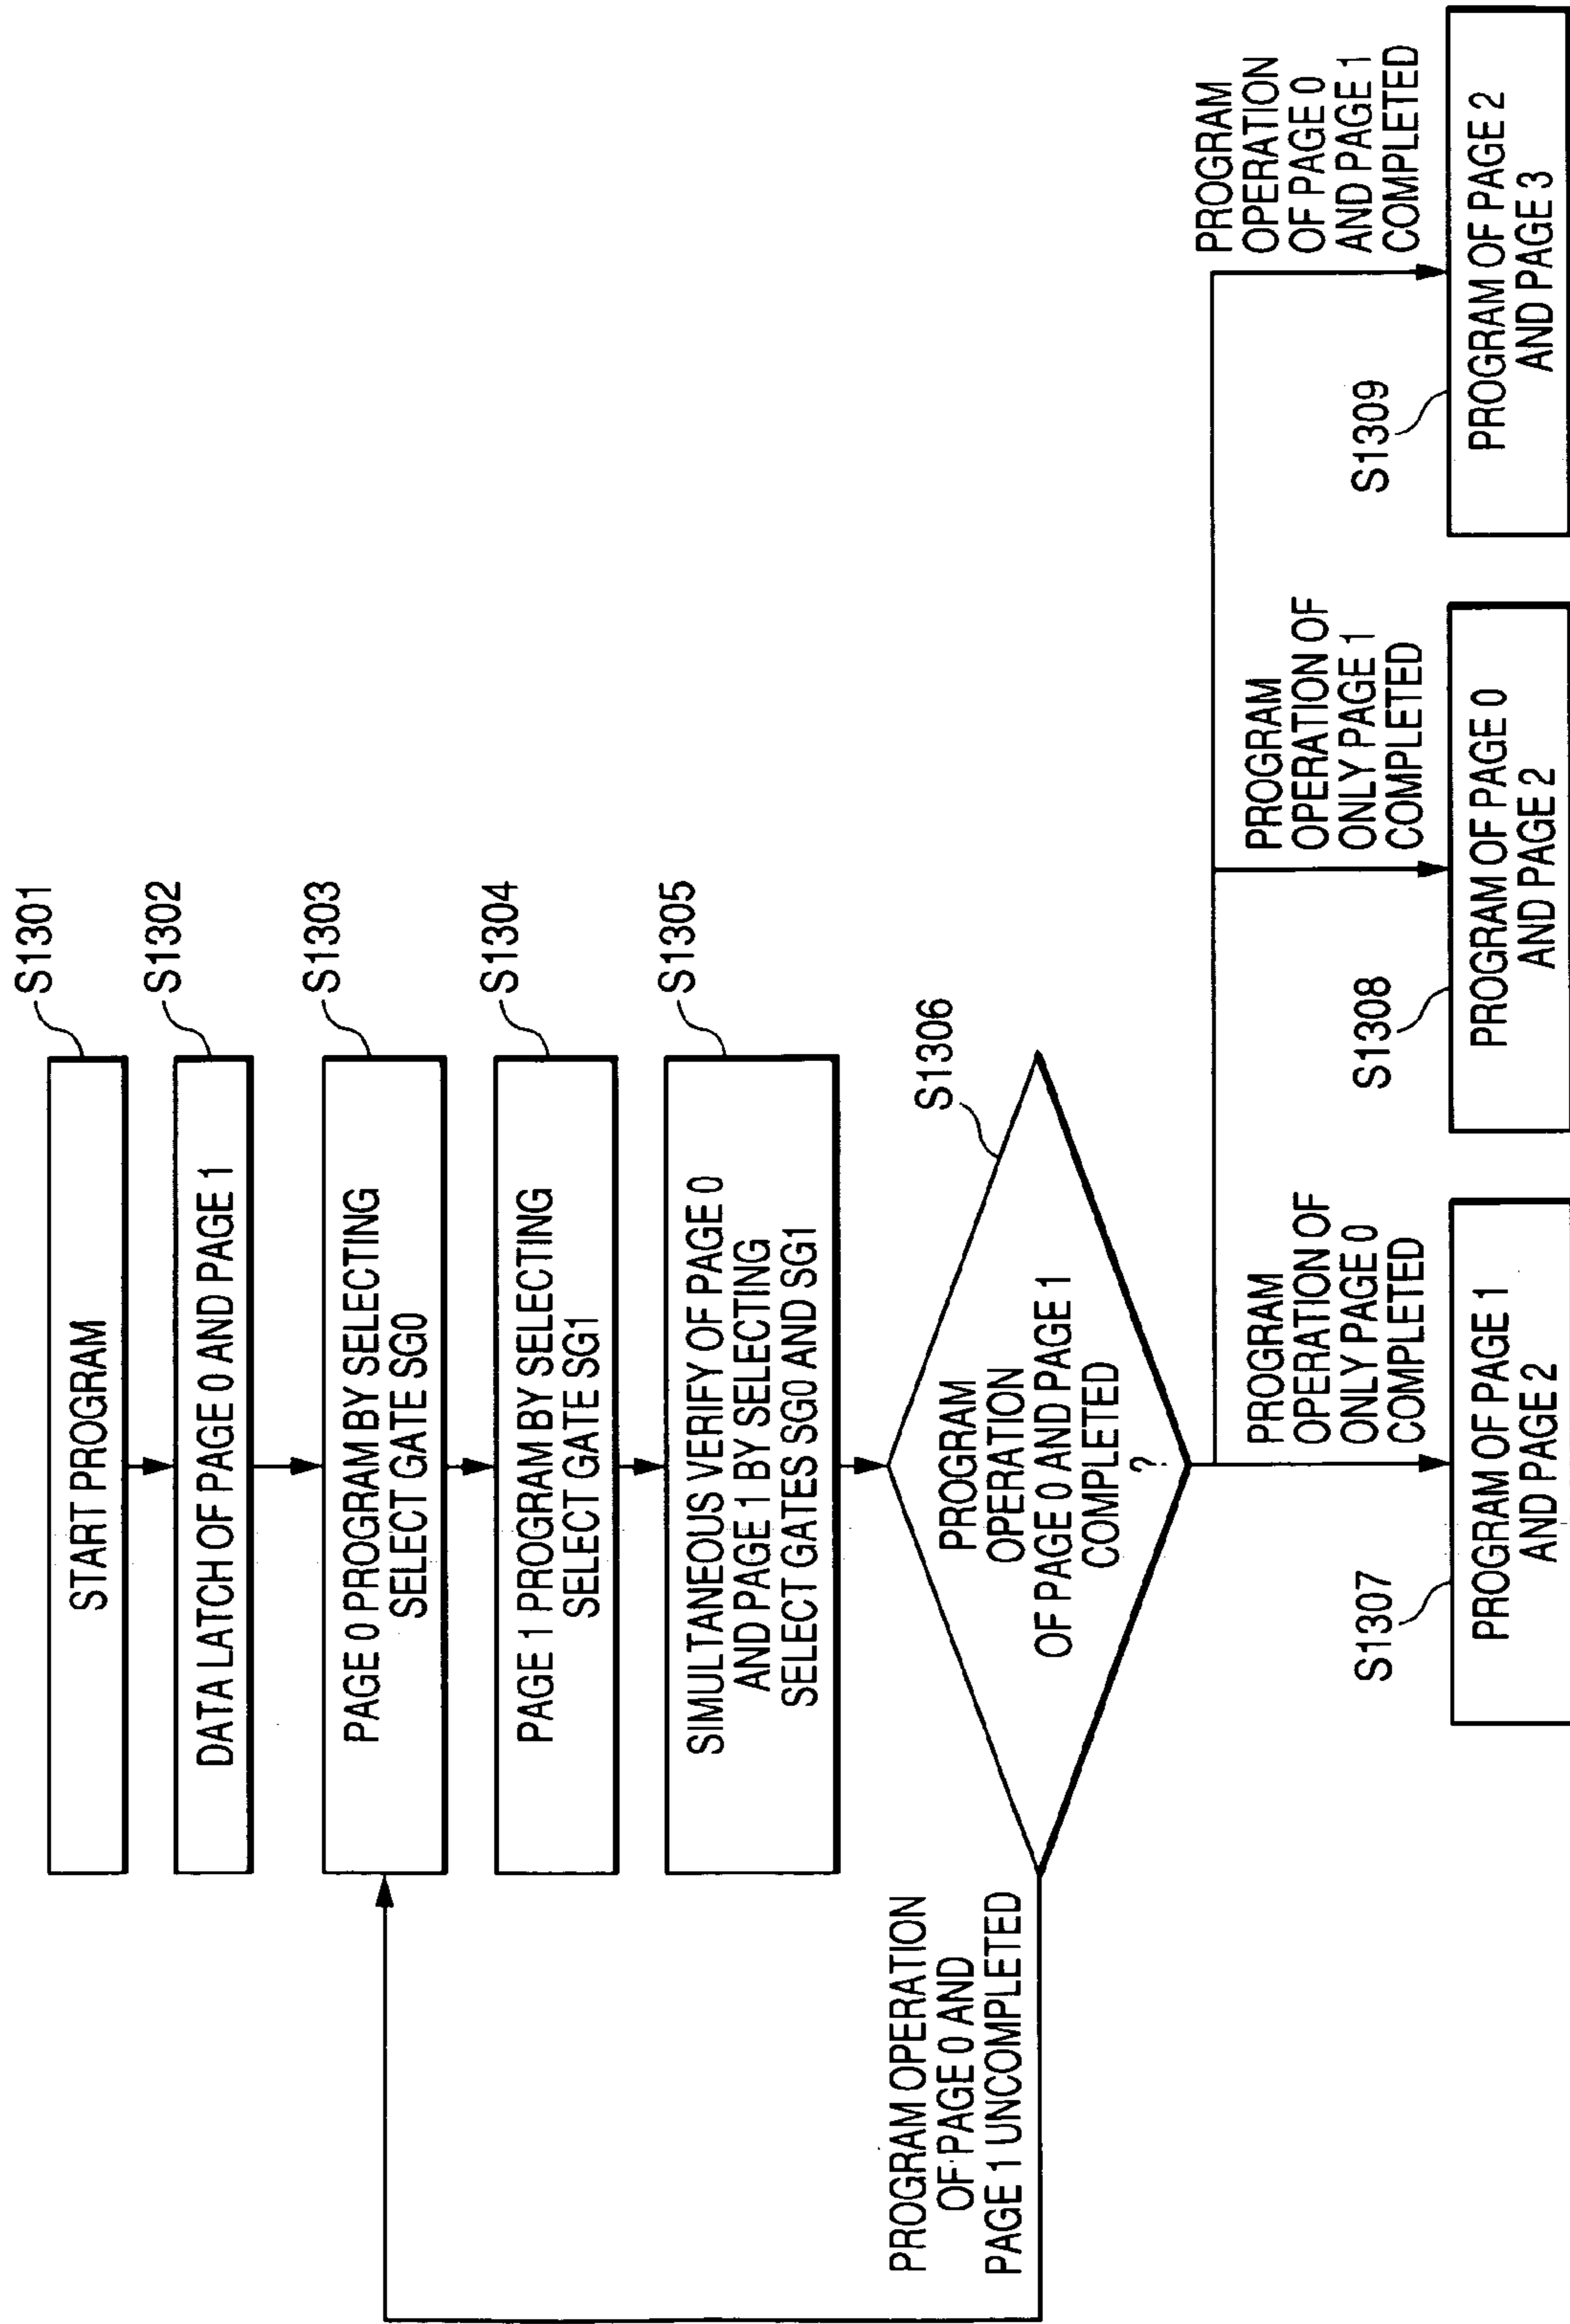 START PROGRAM
S1301
DATA LATCH OF PAGE 0 AND PAGE 1
S1302
PAGE 0 PROGRAM BY SELECTING
SELECT GATE SG0
S1303
PAGE 1 PROGRAM BY SELECTING
SELECT GATE SG1
S1304
SIMULTANEOUS VERIFY OF PAGE 0
AND PAGE 1 BY SELECTING
SELECT GATES SG0 AND SG1
S1305
PROGRAM
OPERATION
OF PAGE 0 AND PAGE 1
COMPLETED
?
S1306
PROGRAM OPERATION
OF PAGE 0 AND
PAGE 1 UNCOMPLETED
PROGRAM
OPERATION OF
ONLY PAGE 0
COMPLETED
S1307
PROGRAM OF PAGE 1
AND PAGE 2
PROGRAM
OPERATION OF
ONLY PAGE 1
COMPLETED
S1308
PROGRAM OF PAGE 0
AND PAGE 2
PROGRAM
OPERATION
OF PAGE 0
AND PAGE 1
COMPLETED
S1309
PROGRAM OF PAGE 2
AND PAGE 3